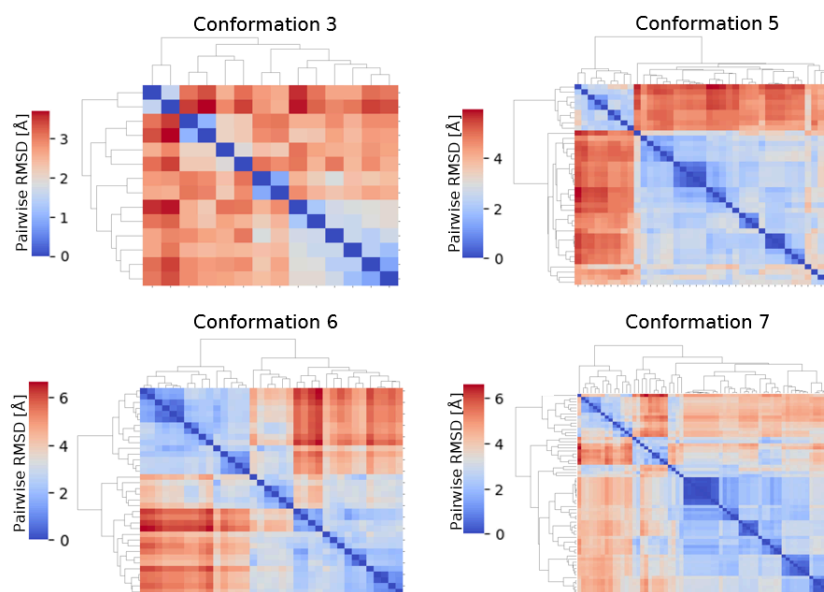 Conformation 3
Pairwise RMSD [Å]
3
2
1
0
Conformation 5
Pairwise RMSD [Å]
4
2
0
Conformation 6
Pairwise RMSD [Å]
6
4
2
0
Conformation 7
Pairwise RMSD [Å]
6
4
2
0